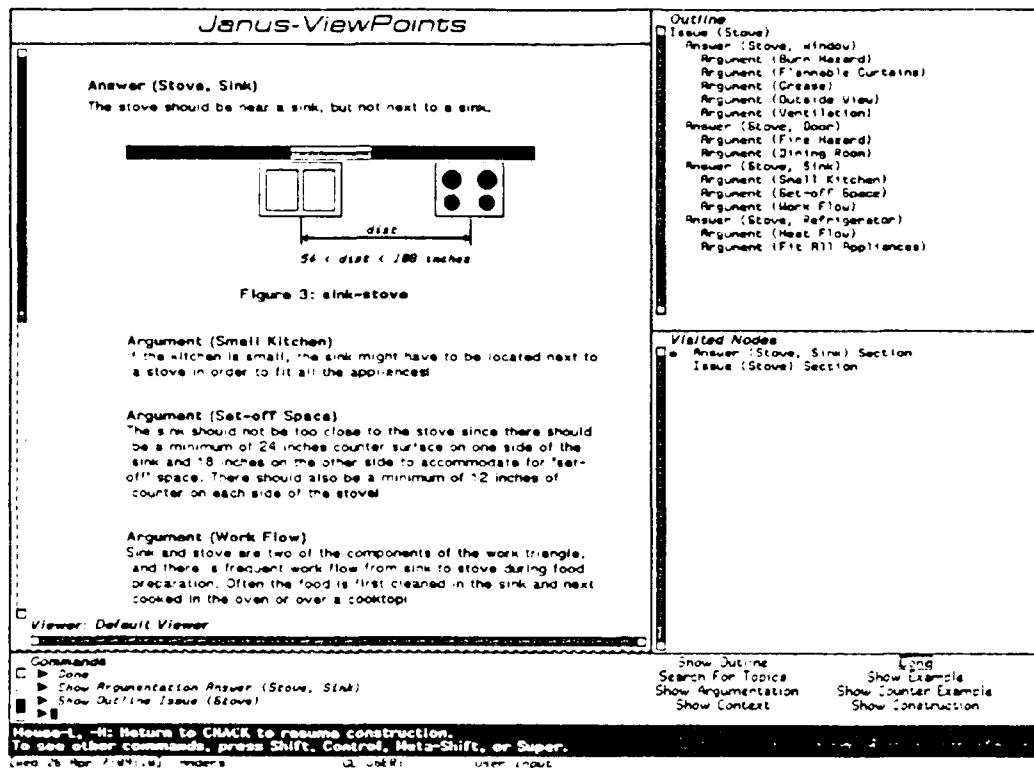 Janus-ViewPoints
Answer (Stove, Sink)
The stove should be near a sink, but not next to a sink.
dist
54 < dist < 108 inches
Figure 3: sink-stove
Argument (Small Kitchen)
If the kitchen is small, the sink might have to be located next to
a stove in order to fit all the appliances!
Argument (Set-off Space)
The sink should not be too close to the stove since there should
be a minimum of 24 inches counter surface on one side of the
sink and 18 inches on the other side to accommodate for "set-
off" space. There should also be a minimum of 12 inches of
counter on each side of the stove!
Argument (Work Flow)
Sink and stove are two of the components of the work triangle,
and there is frequent work flow from sink to stove during food
preparation. Often the food is first cleaned in the sink and next
cooked in the oven or over a cooktop!
Viewer: Default Viewer
Outline
Issue (Stove)
Answer (Stove, Window)
Argument (Burn Hazard)
Argument (Flammable Curtains)
Argument (Grease)
Argument (Outside View)
Argument (Ventilation)
Answer (Stove, Door)
Argument (Fire Hazard)
Argument (Dining Room)
Answer (Stove, Sink)
Argument (Small Kitchen)
Argument (Set-off Space)
Argument (Work Flow)
Answer (Stove, Refrigerator)
Argument (Heat Flow)
Argument (Fit All Appliances)
Visited Nodes
Answer (Stove, Sink) Section
Issue (Stove) Section
Commands
Done
Show Argumentation Answer (Stove, Sink)
Show Outline Issue (Stove)
Show Outline
Search For Topics
Show Argumentation
Show Context
Done
Show Example
Show Counter Example
Show Construction
Mouse-L, -M: Return to CRACK to resume construction.
To see other commands, press Shift, Control, Meta-Shift, or Super.
[Wed 26 Apr anders CL USER: User Input